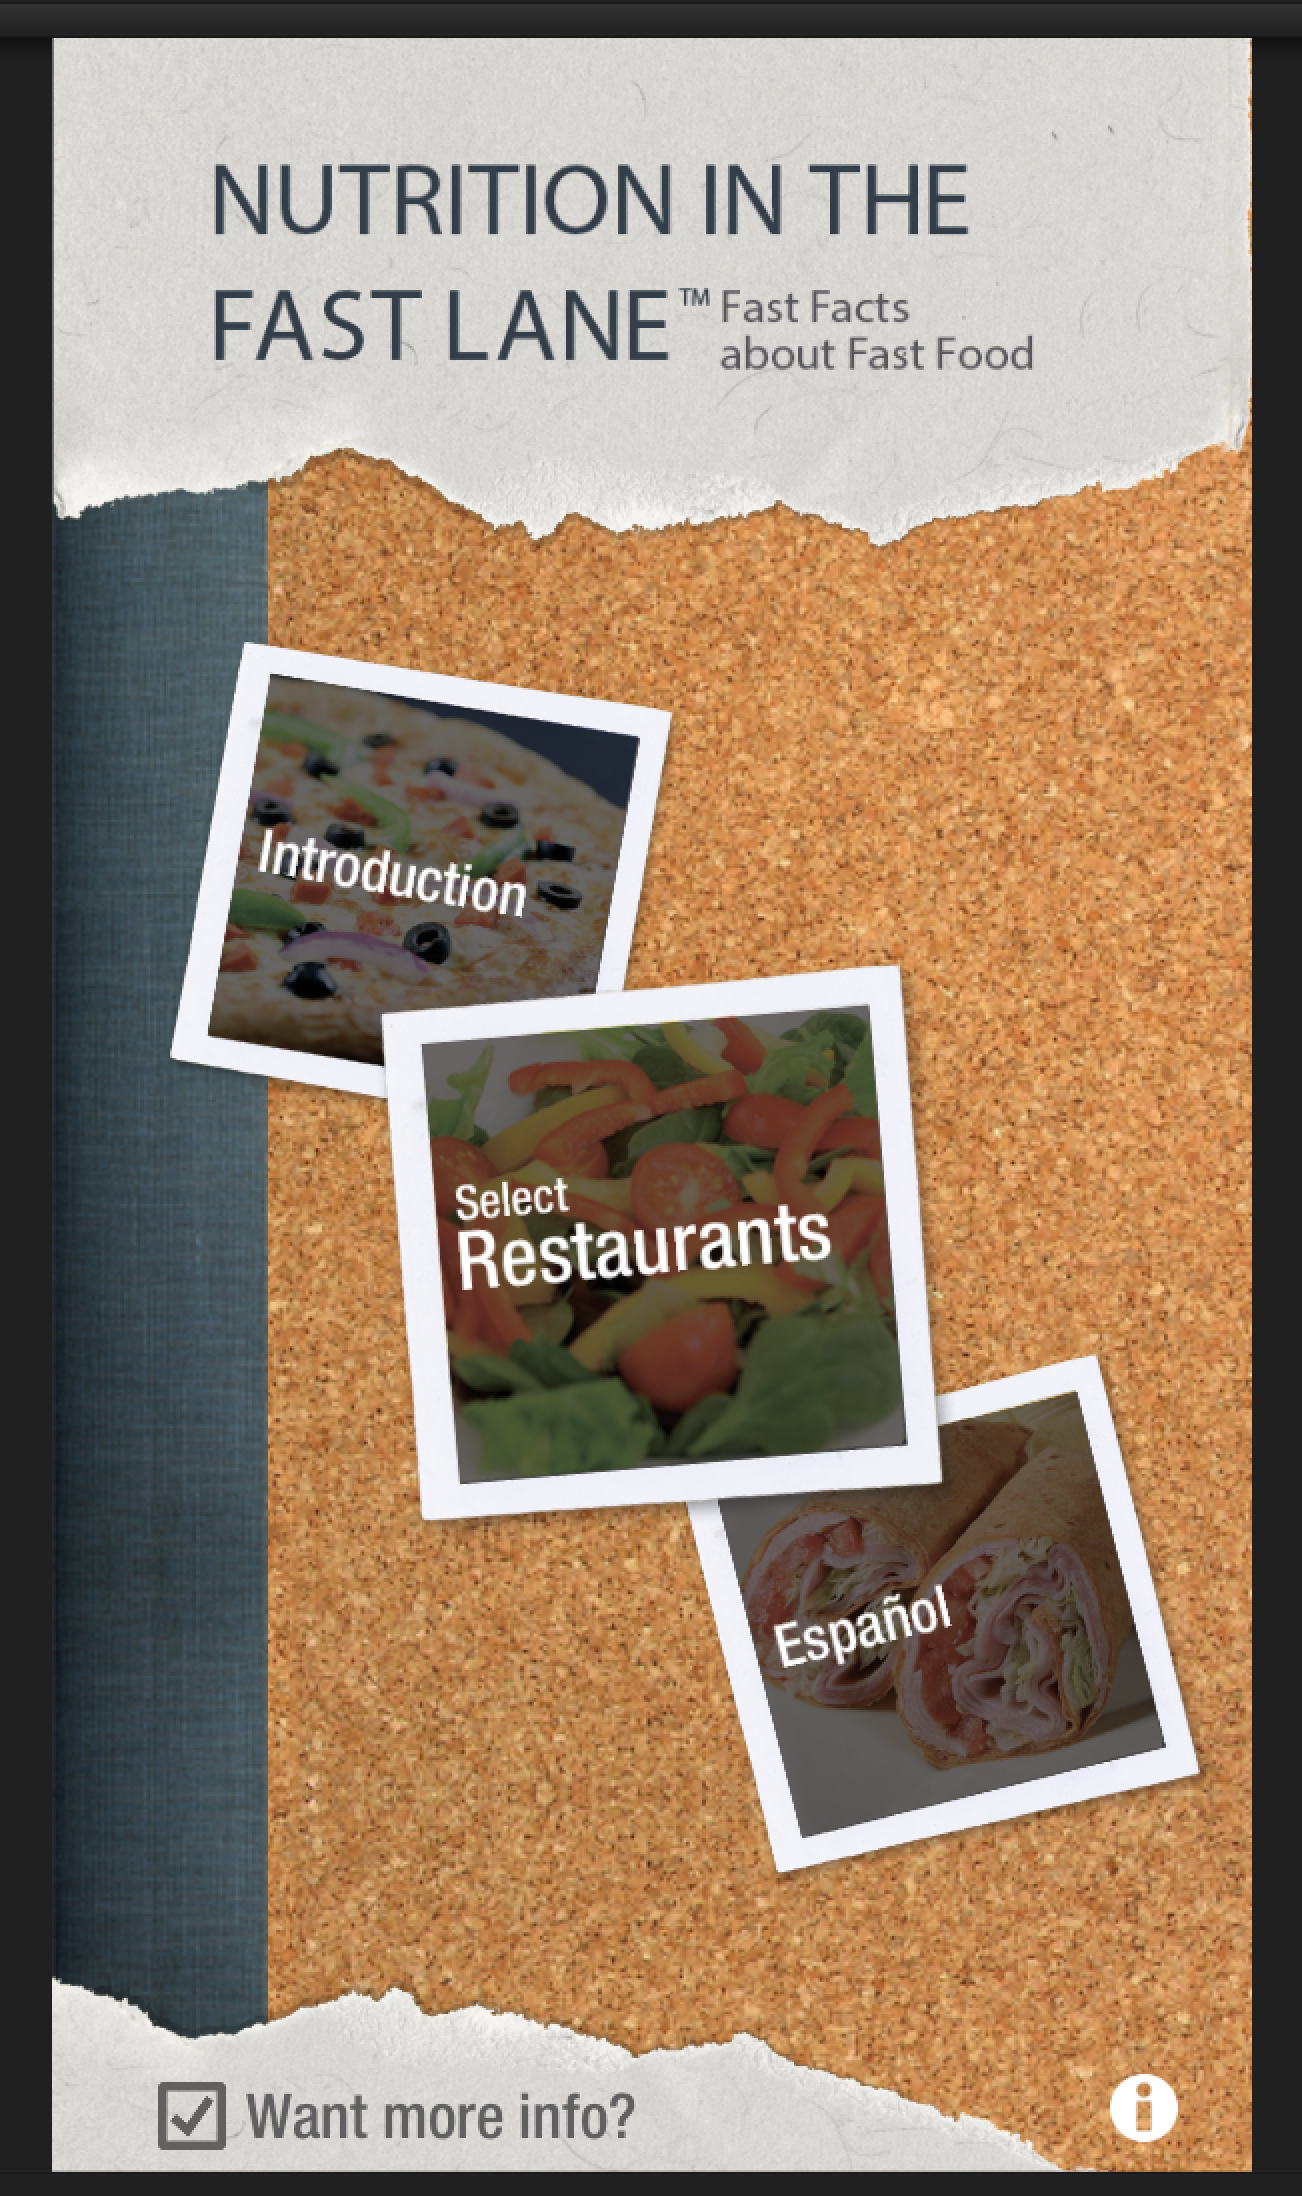 NUTRITION IN THE
FAST LANE™ Fast Facts
about Fast Food
Introduction
Select
Restaurants
Español
Want more info?